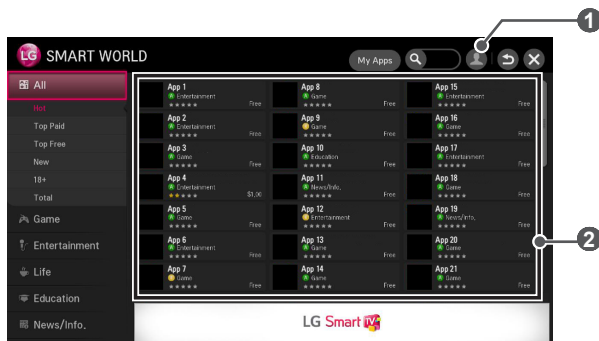 1
LG SMART WORLD
My Apps
All
Hot
Top Paid
Top Free
New
18+
Total
Game
Entertainment
Life
Education
News/Info.
App 1
A Entertainment
Free
App 8
A Game
Free
App 15
A Entertainment
Free
App 2
A Entertainment
Free
App 9
Game
Free
App 16
A Game
Free
App 3
A Game
Free
App 10
A Education
Free
App 17
A Entertainment
Free
App 4
A Entertainment
$1.00
App 11
A News/Info.
Free
App 18
A Game
Free
App 5
A Game
Free
App 12
Entertainment
Free
App 19
A News/Info.
Free
App 6
A Entertainment
Free
App 13
A Game
Free
App 20
A Game
Free
App 7
Game
Free
App 14
A Game
Free
App 21
A Game
Free
2
LG Smart TV